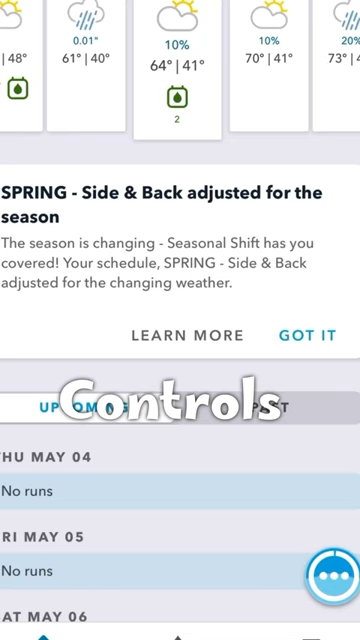 48°
0.01"
61° | 40°
10%
64° | 41°
2
10%
70° | 41°
20%
73° |
SPRING - Side & Back adjusted for the
season
The season is changing - Seasonal Shift has you
covered! Your schedule, SPRING - Side & Back
adjusted for the changing weather.
LEARN MORE GOT IT
Controls
HU MAY 04
No runs
RI MAY 05
No runs
AT MAY 06